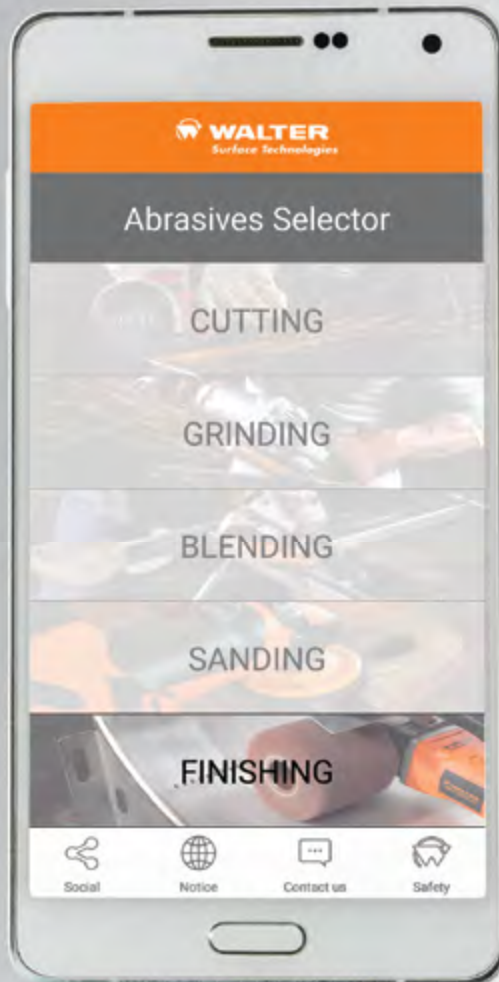 WALTER
Surface Technologies
Abrasives Selector
CUTTING
GRINDING
BLENDING
SANDING
FINISHING
Social
Notice
Contact us
Safety